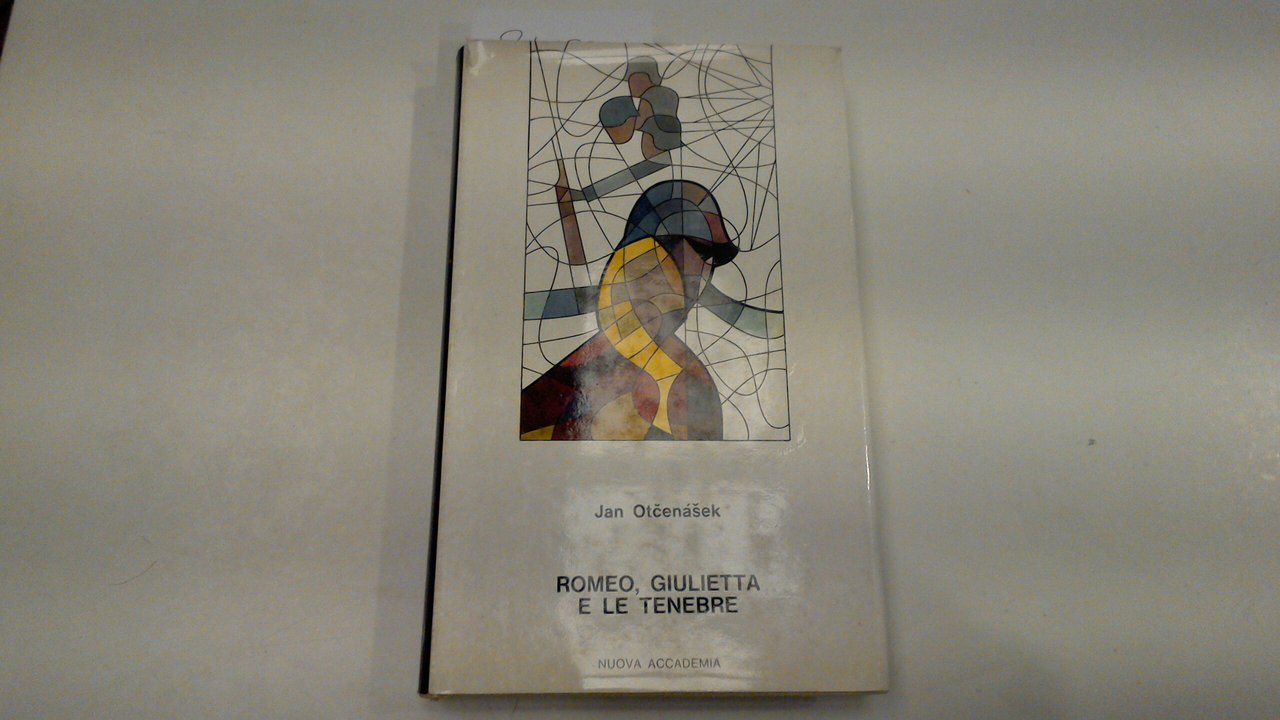 Jan Otčenášek
ROMEO, GIULIETTA
E LE TENEBRE
NUOVA ACCADEMIA